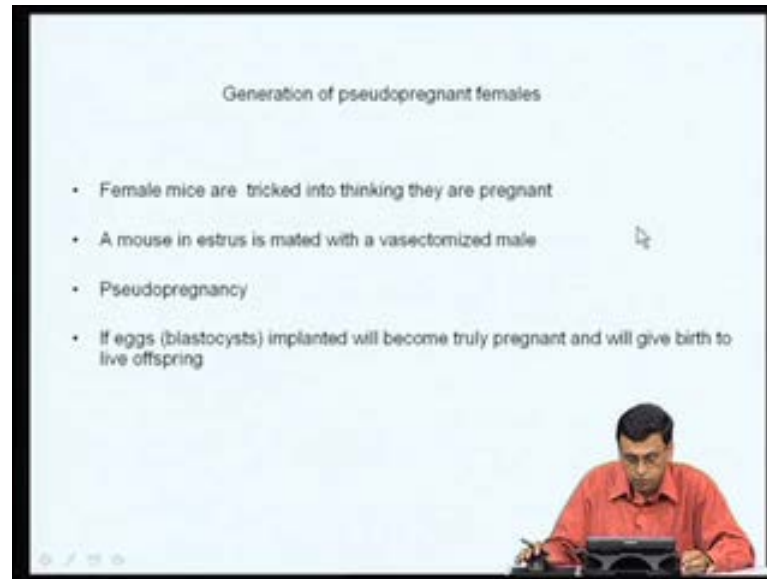 Generation of pseudopregnant females
• Female mice are tricked into thinking they are pregnant
• A mouse in estrus is mated with a vasectomized male
• Pseudopregnancy
• If eggs (blastocysts) implanted will become truly pregnant and will give birth to
live offspring